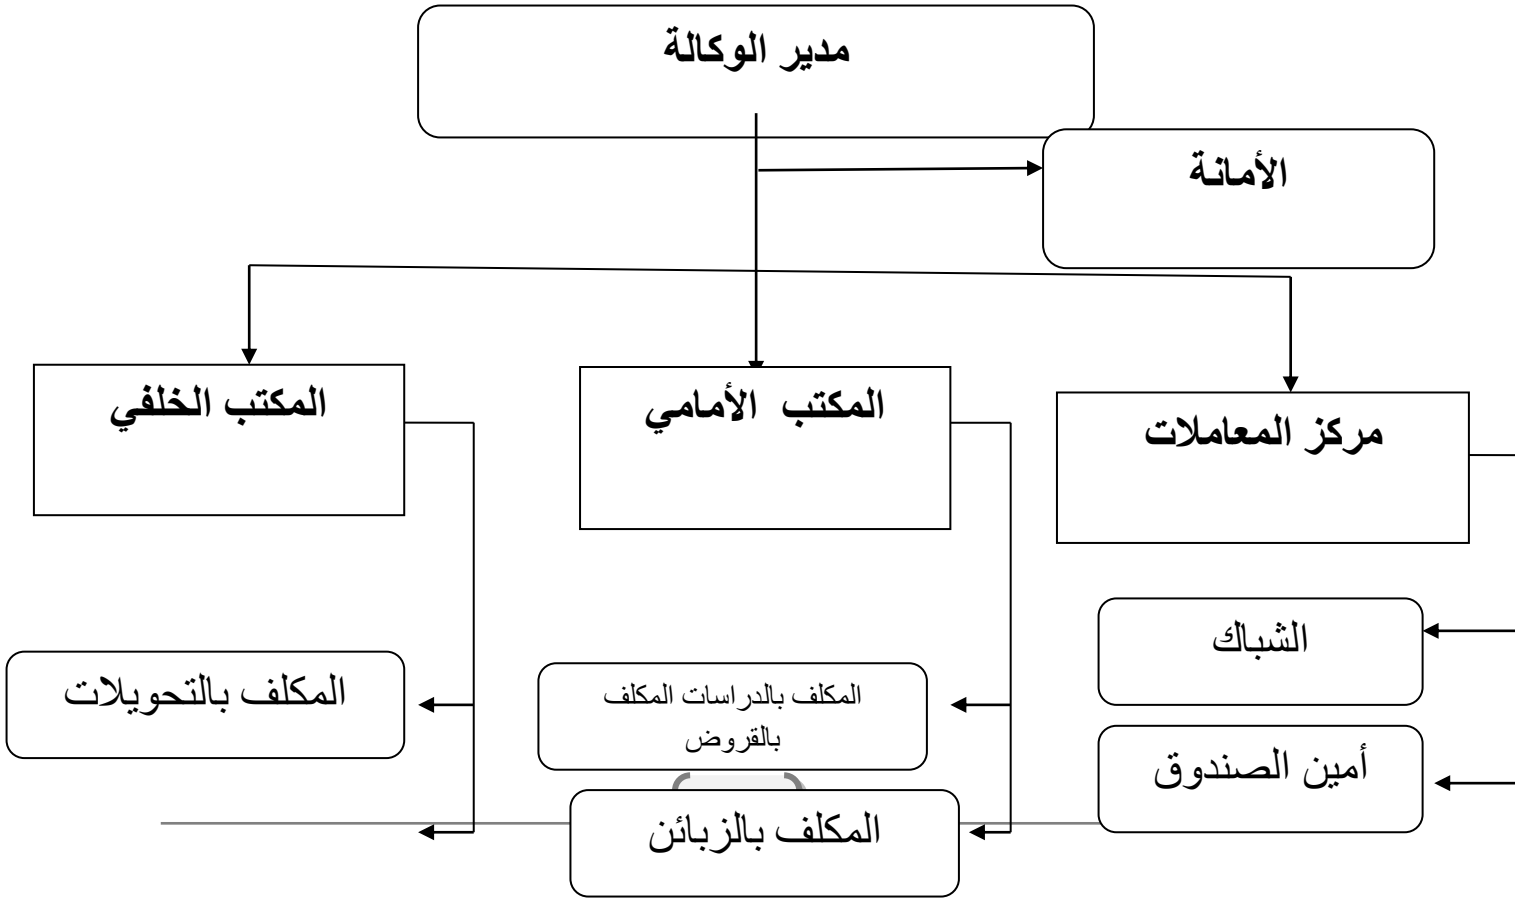 مدير الوكالة
الأمانة
مركز المعاملات
المكتب الأمامي
المكتب الخلفي
الشباك
أمين الصندوق
المكلف بالدراسات المكلف
بالقروض
المكلف بالزبائن
المكلف بالتحويلات